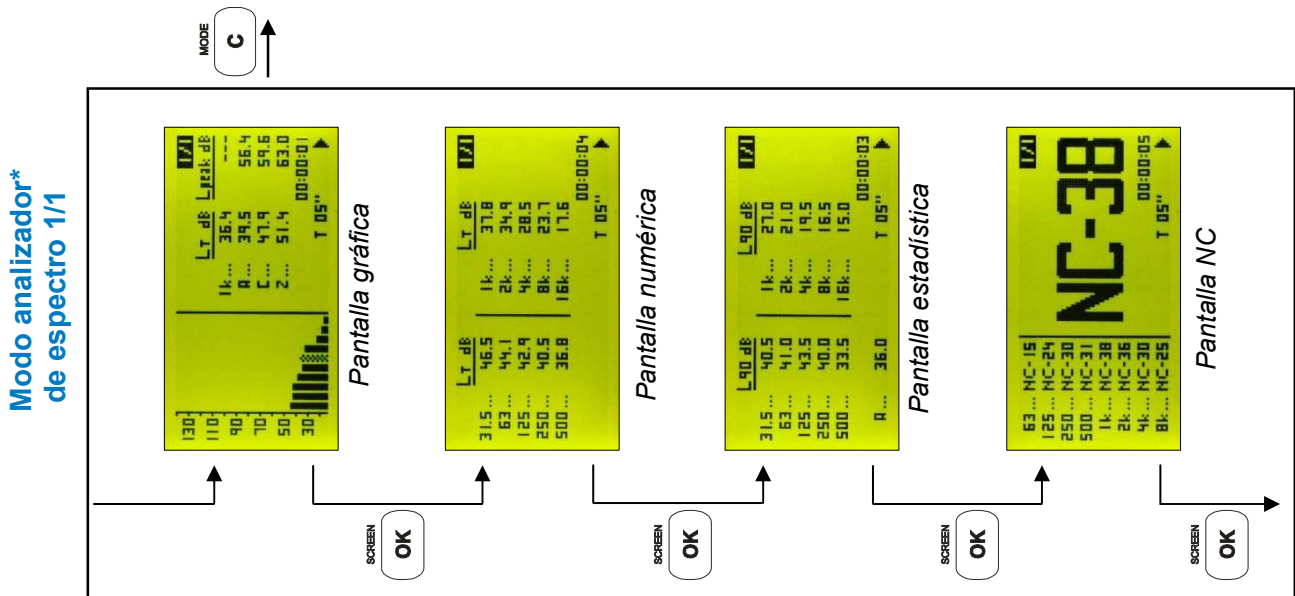 Modo analizador*
de espectro 1/1
MODE
C
1/1
130
110
90
70
50
30
LT dB Lpeak dB
1k... 36.4 ---
A... 39.5 56.4
C... 47.9 59.6
Z... 51.4 63.0
00:00:01
T 05"
Pantalla gráfica
SCREEN
OK
1/1
LT dB LT dB
31.5... 46.5 1k... 37.8
63... 44.1 2k... 34.9
125... 42.9 4k... 28.5
250... 40.5 8k... 23.7
500... 36.8 16k... 17.6
00:00:04
T 05"
Pantalla numérica
SCREEN
OK
1/1
L90 dB L90 dB
31.5... 40.5 1k... 27.0
63... 41.0 2k... 21.0
125... 43.5 4k... 19.5
250... 40.0 8k... 16.5
500... 33.5 16k... 15.0
A... 36.0 00:00:03
T 05"
Pantalla estadística
SCREEN
OK
1/1
63... NC-15
125... NC-24
250... NC-30
500... NC-31
1k... NC-38
2k... NC-36
4k... NC-30
8k... NC-25
NC-38
00:00:05
T 05"
Pantalla NC
SCREEN
OK